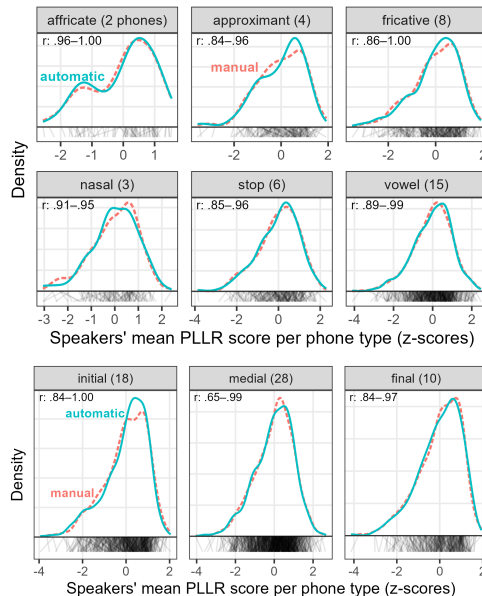 affricate (2 phones) approximant (4) fricative (8)
r: .96–1.00 r: .84–.96 r: .86–1.00
automatic manual
-2 -1 0 1 -2 0 2 -4 -2 0 2
nasal (3) stop (6) vowel (15)
r: .91–.95 r: .85–.96 r: .89–.99
-3 -2 -1 0 1 2 -4 -2 0 2 -4 -2 0 2
Density
Speakers' mean PLLR score per phone type (z-scores)
initial (18) medial (28) final (10)
r: .84–1.00 r: .65–.99 r: .84–.97
automatic
manual
-4 -2 0 2 -4 -2 0 2 -4 -2 0 2
Density
Speakers' mean PLLR score per phone type (z-scores)